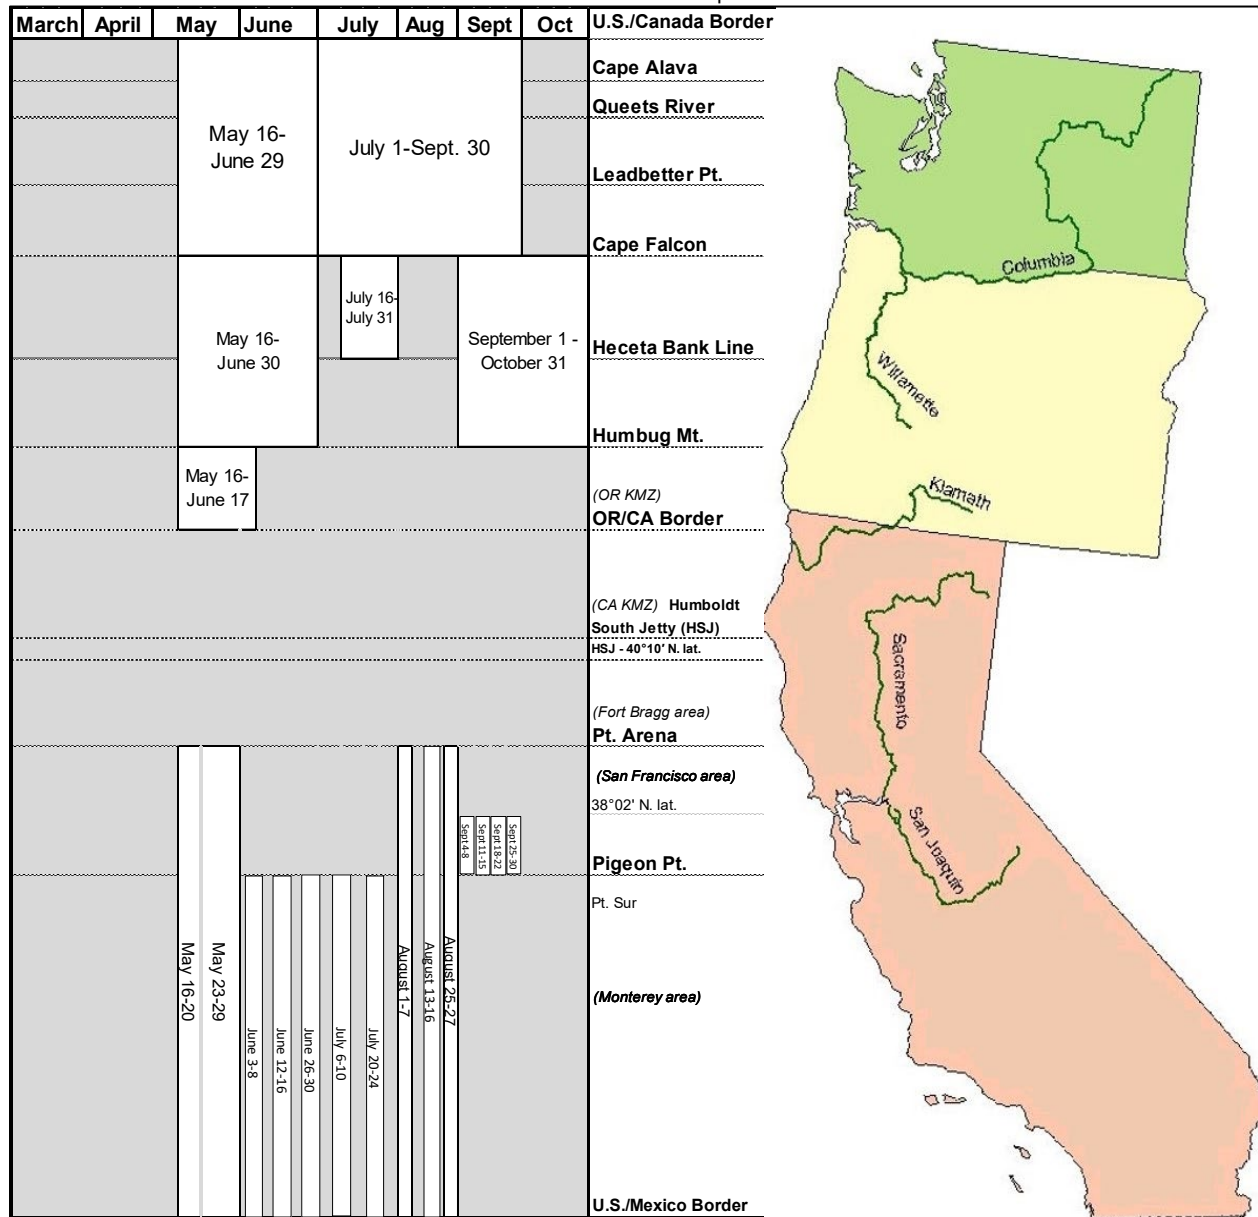 March April May June July Aug Sept Oct
U.S./Canada Border
Cape Alava
Queets River
May 16-
June 29
July 1-Sept. 30
Leadbetter Pt.
Cape Falcon
July 16-
July 31
May 16-
June 30
September 1 -
October 31
Heceta Bank Line
Humbug Mt.
May 16-
June 17
(OR KMZ)
OR/CA Border
(CA KMZ) Humboldt
South Jetty (HSJ)
HSJ - 40°10' N. lat.
(Fort Bragg area)
Pt. Arena
(San Francisco area)
38°02' N. lat.
Sept 4-8
Sept 11-15
Sept 18-22
Sept 25-30
Pigeon Pt.
Pt. Sur
May 16-20
May 23-29
June 3-8
June 12-16
June 26-30
July 6-10
July 20-24
August 1-7
August 13-16
August 25-27
(Monterey area)
U.S./Mexico Border
Columbia
Willamette
Klamath
Sacramento
San Joaquin